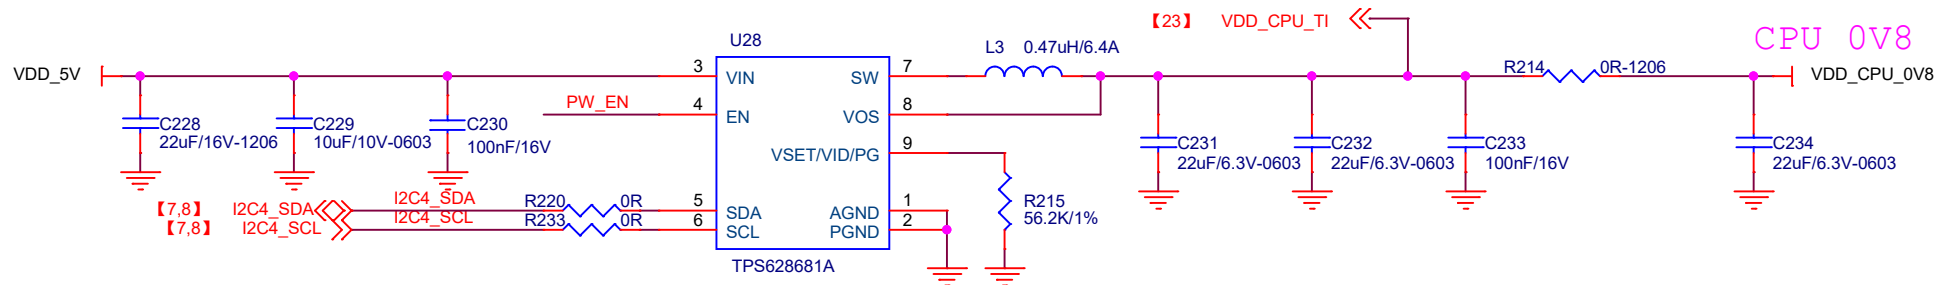 【23】 VDD_CPU_TI
CPU 0V8
U28
L3 0.47uH/6.4A
VDD_5V
3 VIN
SW 7
R214 0R-1206
VDD_CPU_0V8
PW_EN
4 EN
VOS 8
C228
22uF/16V-1206
C229
10uF/10V-0603
C230
100nF/16V
VSET/VID/PG 9
C231
22uF/6.3V-0603
C232
22uF/6.3V-0603
C233
100nF/16V
C234
22uF/6.3V-0603
【7,8】 I2C4_SDA
I2C4_SDA
R220 0R
5 SDA
【7,8】 I2C4_SCL
I2C4_SCL
R233 0R
6 SCL
AGND 1
PGND 2
R215
56.2K/1%
TPS628681A